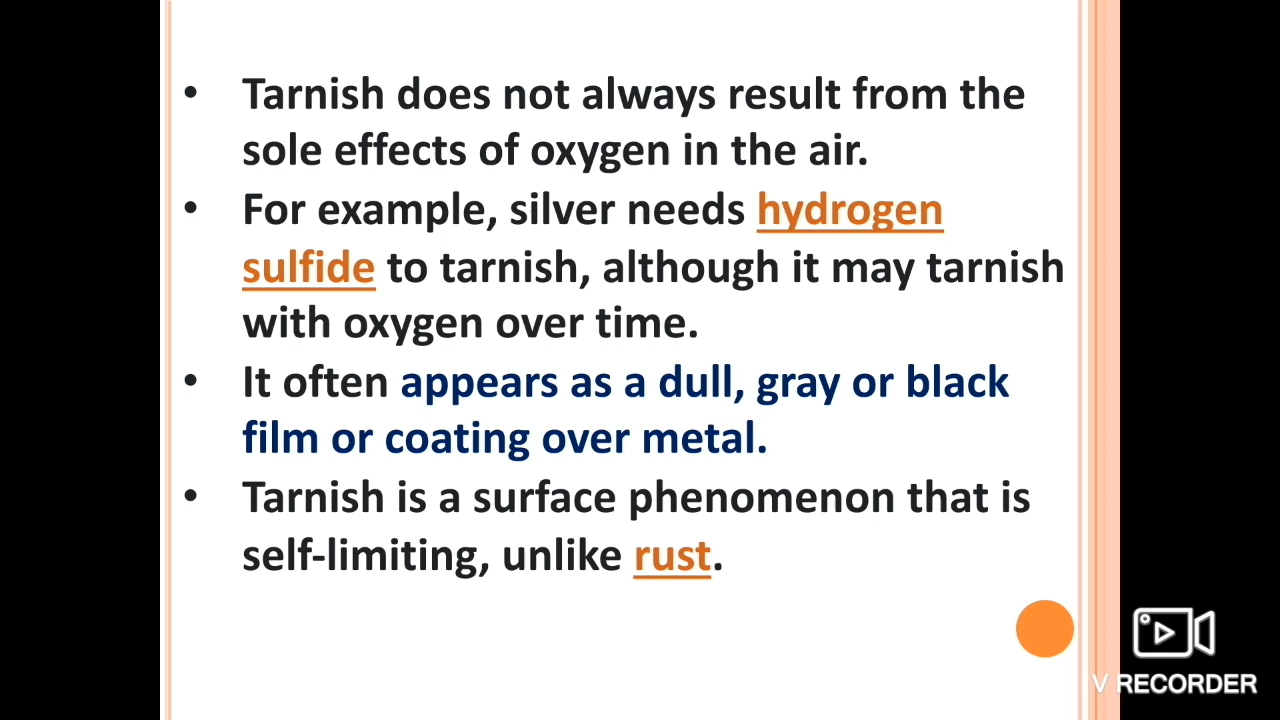 • Tarnish does not always result from the
sole effects of oxygen in the air.
• For example, silver needs hydrogen
sulfide to tarnish, although it may tarnish
with oxygen over time.
• It often appears as a dull, gray or black
film or coating over metal.
• Tarnish is a surface phenomenon that is
self-limiting, unlike rust.
V RECORDER